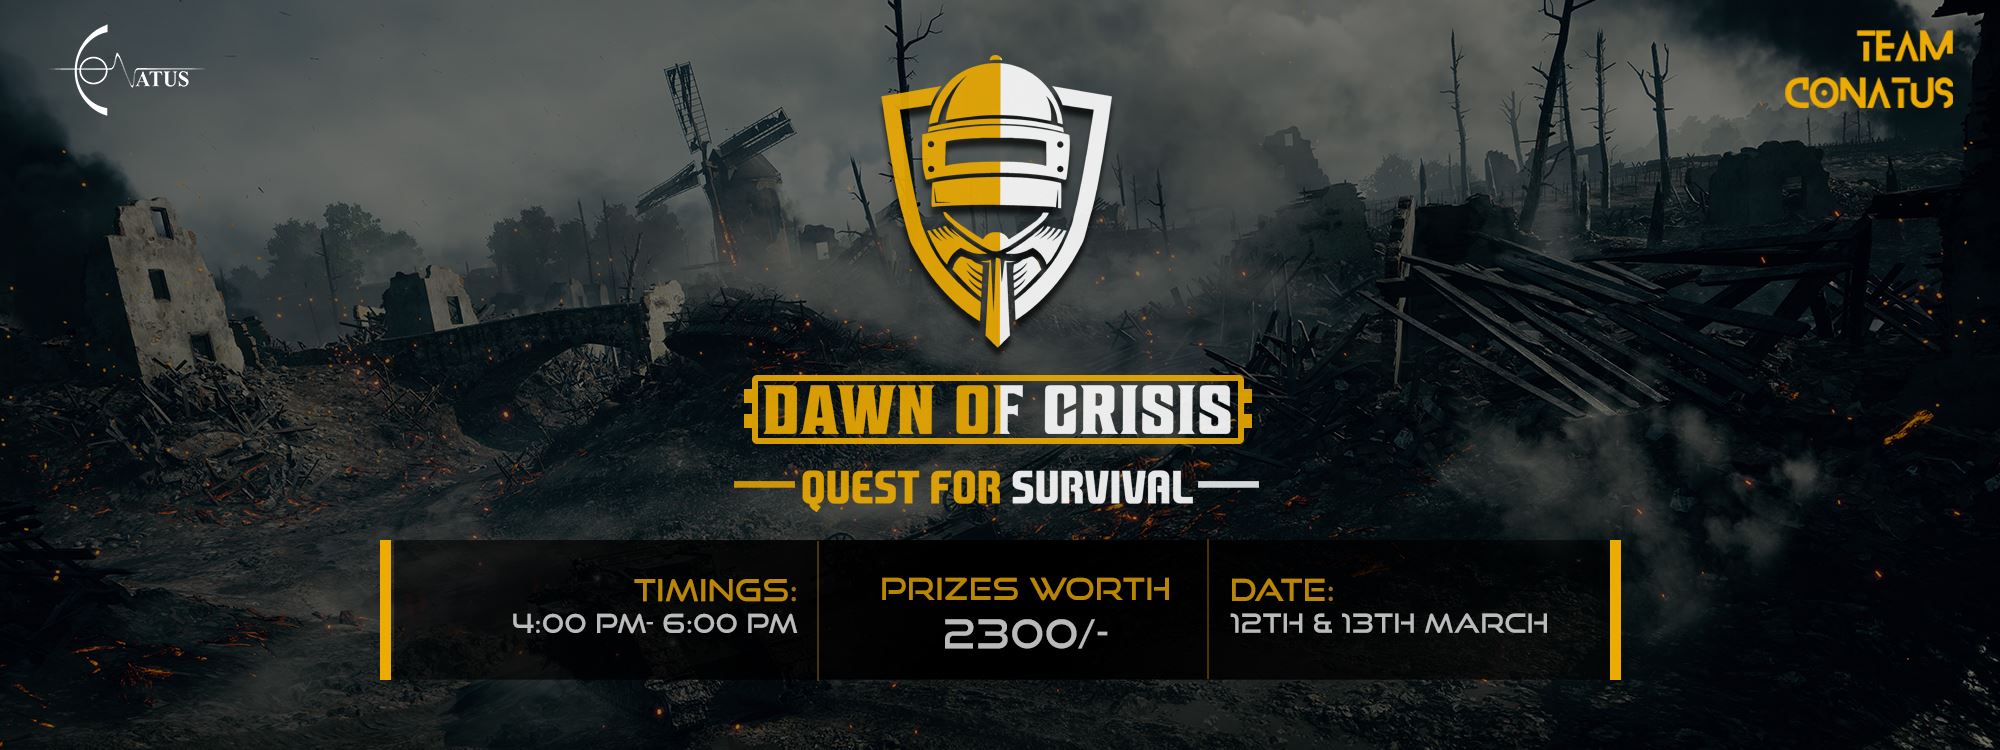 CONATUS
TEAM
CONATUS
DAWN OF CRISIS
QUEST FOR SURVIVAL
TIMINGS:
4:00 PM- 6:00 PM
PRIZES WORTH
2300/-
DATE:
12TH & 13TH MARCH